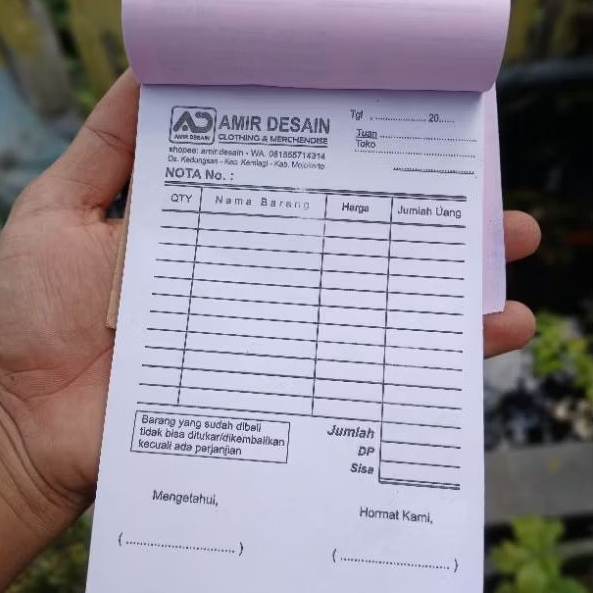 AD
AMIR DESAIN
AMIR DESAIN
CLOTHING & MERCHENDISE
shopee: amir.desain - WA. 081555714314
Ds. Kedungsari - Kec. Kemlagi - Kab. Mojokerto
Tgl. .................. 20.....
Tuan
Toko
NOTA No. :
QTY Nama Barang Harga Jumlah Uang
Barang yang sudah dibeli
tidak bisa ditukar/dikembalikan
kecuali ada perjanjian
Jumlah
DP
Sisa
Mengetahui,
Hormat Kami,
(..............................)
(..............................)